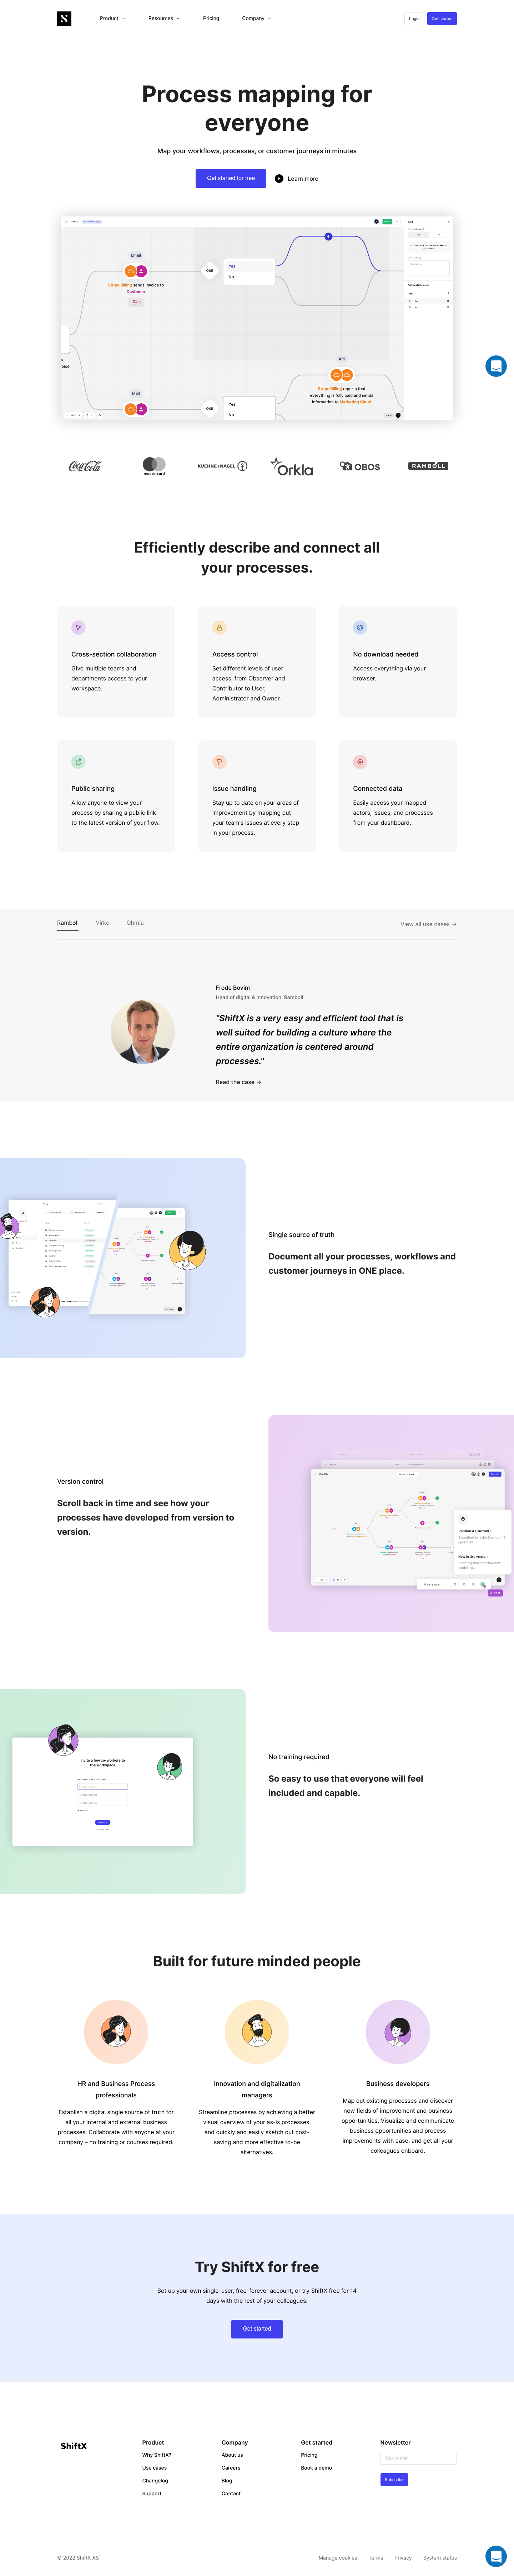 Product
Resources
Pricing
Company
Login
Get started
Process mapping for
everyone
Map your workflows, processes, or customer journeys in minutes
Get started for free
Learn more
Email
ONE
Yes
No
Stripe Billing sends invoice to
Customer
API
Stripe Billing reports that
everything is fully paid and sends
information to Marketing Cloud
Mail
ONE
Yes
No
Coca-Cola
mastercard
KUEHNE+NAGEL
Orkla
OBOS
RAMBOLL
Efficiently describe and connect all
your processes.
Cross-section collaboration
Give multiple teams and
departments access to your
workspace.
Access control
Set different levels of user
access, from Observer and
Contributor to User,
Administrator and Owner.
No download needed
Access everything via your
browser.
Public sharing
Allow anyone to view your
process by sharing a public link
to the latest version of your flow.
Issue handling
Stay up to date on your areas of
improvement by mapping out
your team's issues at every step
in your process.
Connected data
Easily access your mapped
actors, issues, and processes
from your dashboard.
Rambøll
Virke
Ohmia
View all use cases →
Frode Bovim
Head of digital & innovation, Ramboll
"ShiftX is a very easy and efficient tool that is
well suited for building a culture where the
entire organization is centered around
processes."
Read the case →
Single source of truth
Document all your processes, workflows and
customer journeys in ONE place.
Version control
Scroll back in time and see how your
processes have developed from version to
version.
Version 4 (Current)
New in this version:
4 versions
No training required
So easy to use that everyone will feel
included and capable.
Invite a few co-workers to
the workspace
Built for future minded people
HR and Business Process
professionals
Establish a digital single source of truth for
all your internal and external business
processes. Collaborate with anyone at your
company – no training or courses required.
Innovation and digitalization
managers
Streamline processes by achieving a better
visual overview of your as-is processes,
and quickly and easily sketch out cost-
saving and more effective to-be
alternatives.
Business developers
Map out existing processes and discover
new fields of improvement and business
opportunities. Visualize and communicate
business opportunities and process
improvements with ease, and get all your
colleagues onboard.
Try ShiftX for free
Set up your own single-user, free-forever account, or try ShiftX free for 14
days with the rest of your colleagues.
Get started
ShiftX
Product
Why ShiftX?
Use cases
Changelog
Support
Company
About us
Careers
Blog
Contact
Get started
Pricing
Book a demo
Newsletter
Your e-mail
Subscribe
© 2022 ShiftX AS
Manage cookies
Terms
Privacy
System status